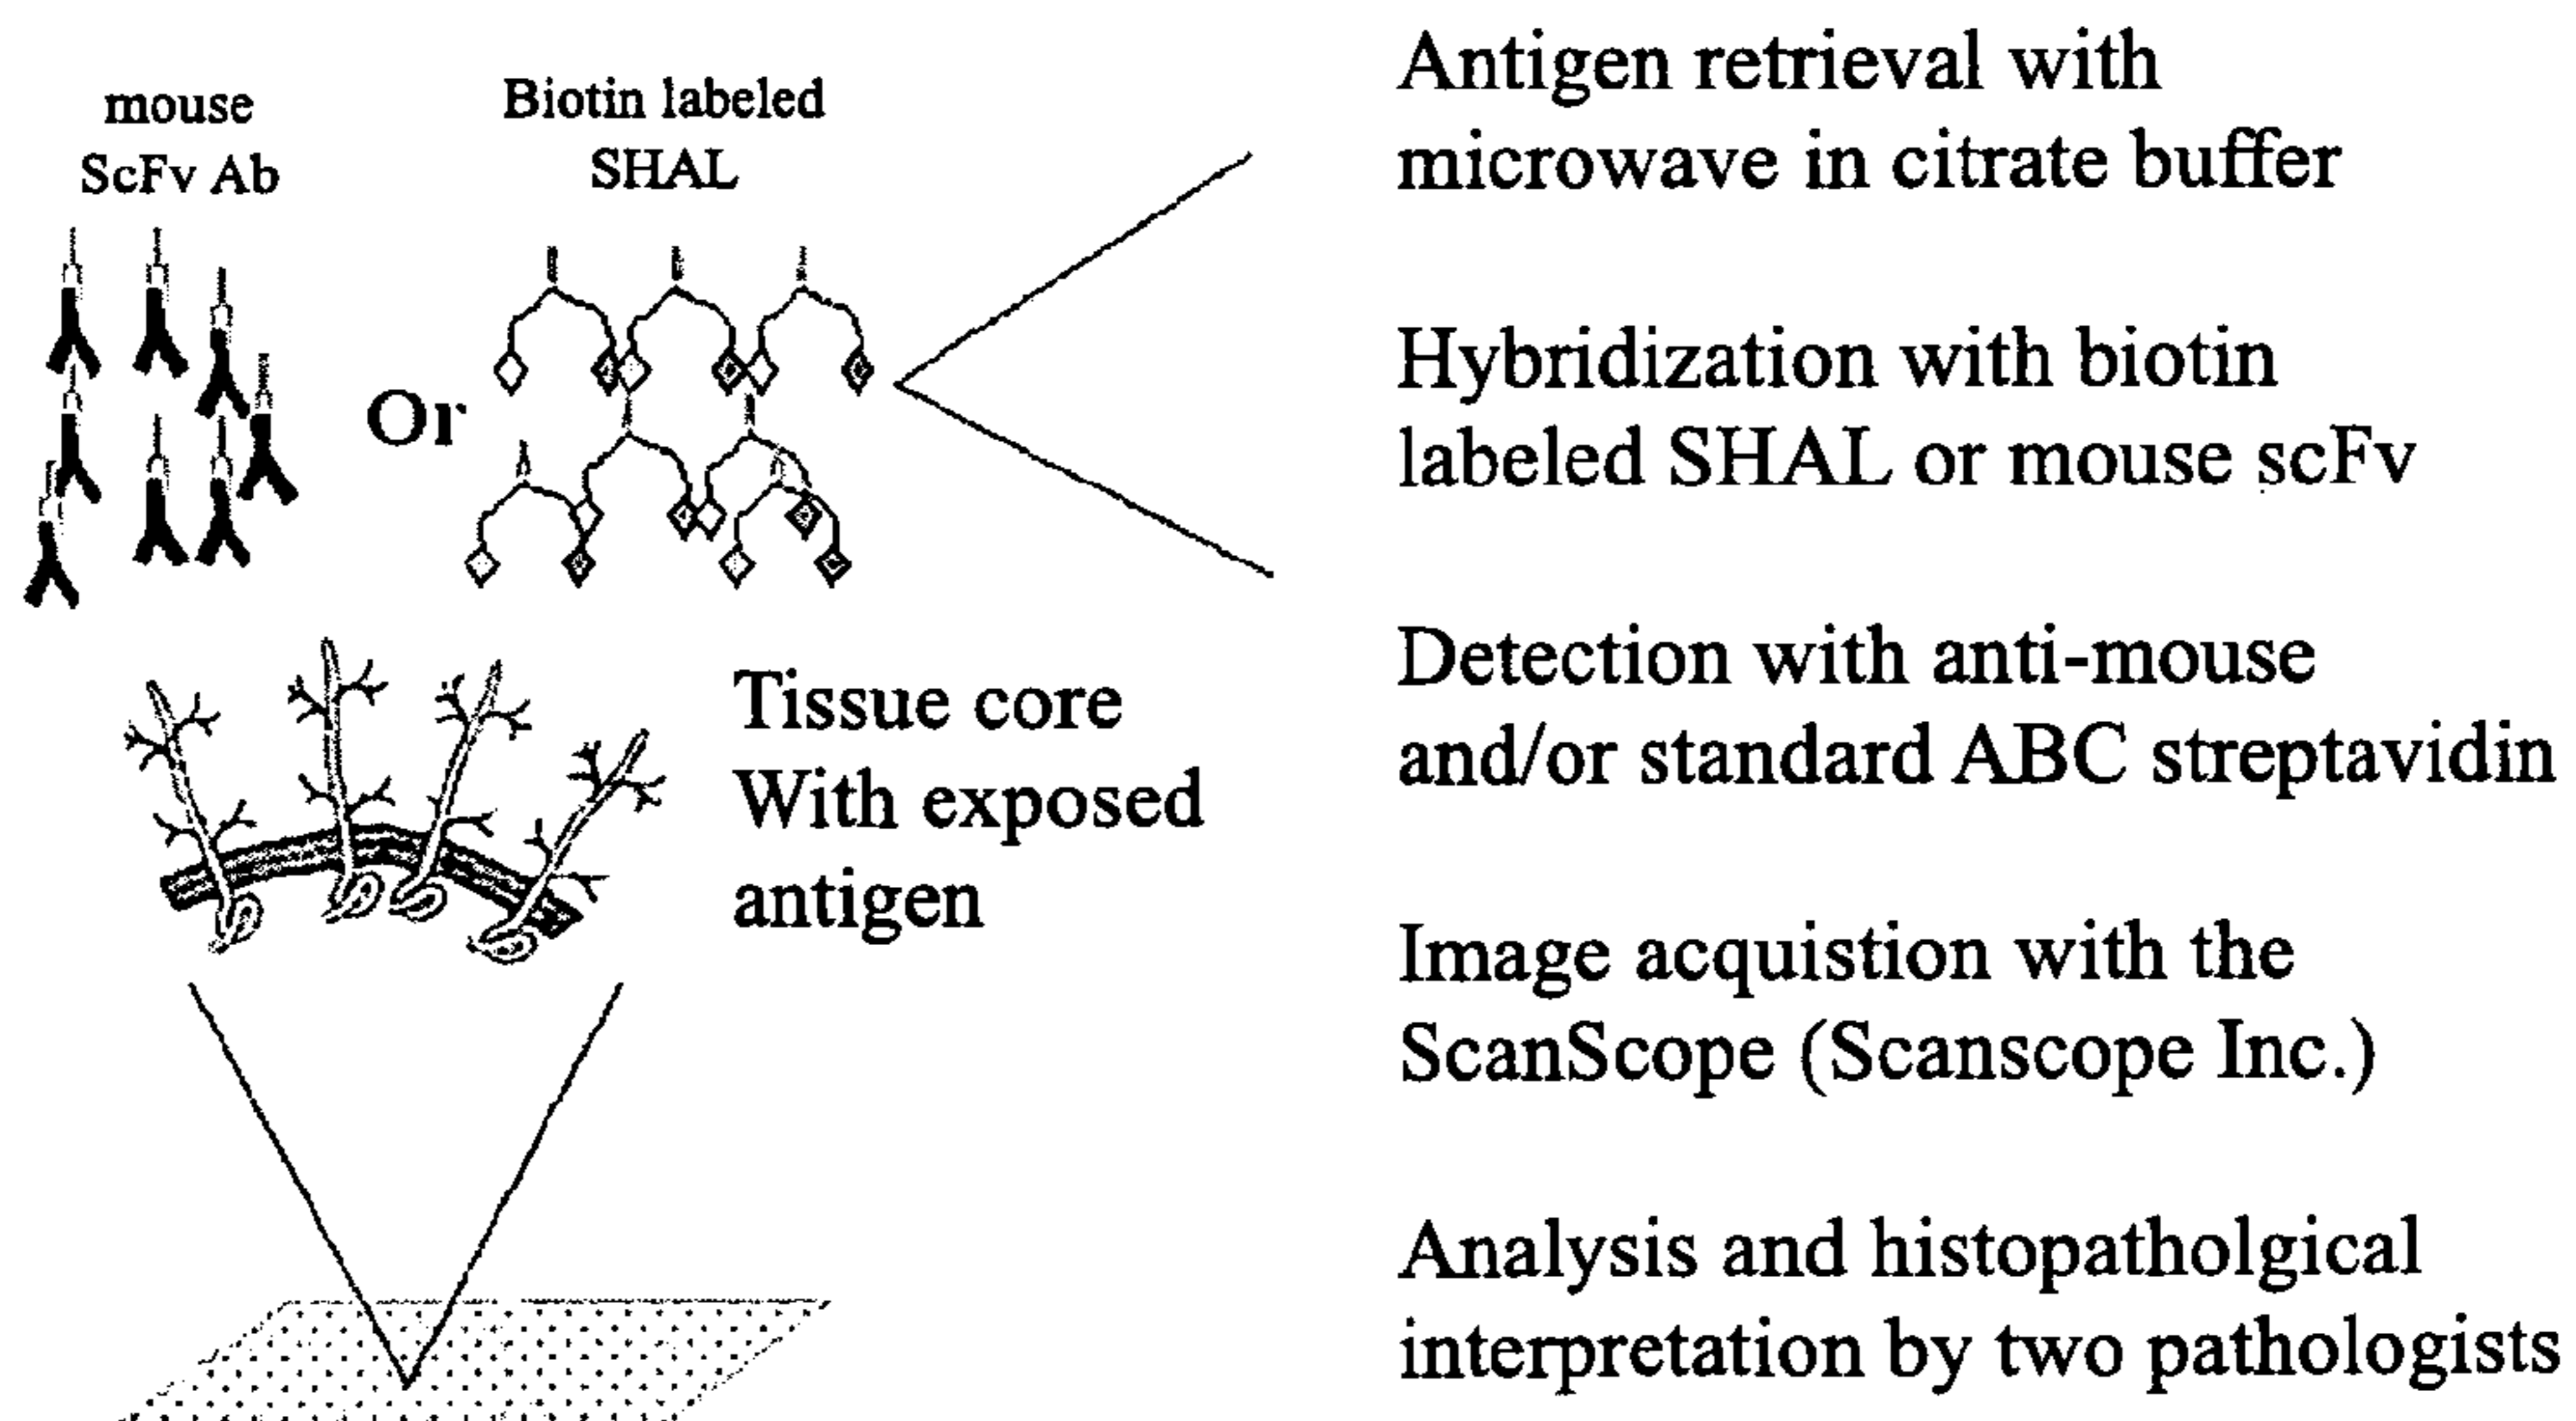 mouse
ScFv Ab
Biotin labeled
SHAL
Or
Tissue core
With exposed
antigen
Antigen retrieval with
microwave in citrate buffer
Hybridization with biotin
labeled SHAL or mouse scFv
Detection with anti-mouse
and/or standard ABC streptavidin
Image acquistion with the
ScanScope (Scanscope Inc.)
Analysis and histopatholgical
interpretation by two pathologists